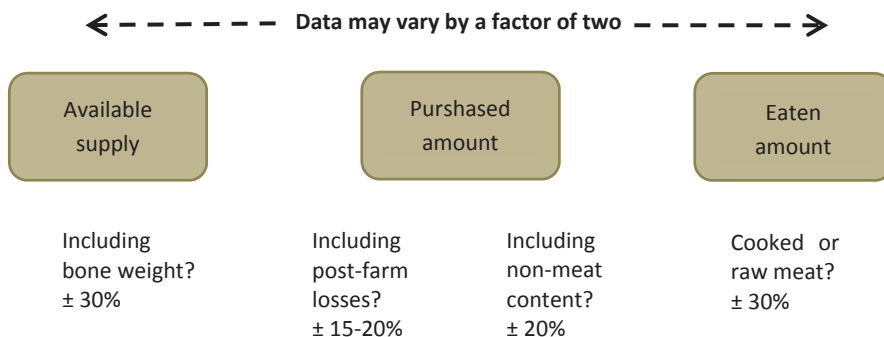 Data may vary by a factor of two
Available
supply
Purshased
amount
Eaten
amount
Including
bone weight?
± 30%
Including
post-farm
losses?
± 15-20%
Including
non-meat
content?
± 20%
Cooked or
raw meat?
± 30%